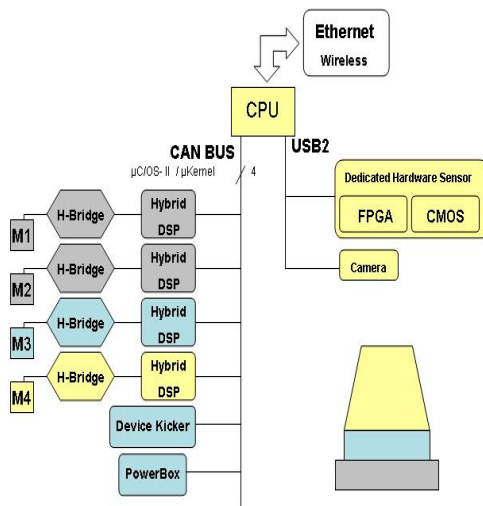 Ethernet
Wireless
CPU
CAN BUS
USB2
µC/OS- II / µKernel
4
Dedicated Hardware Sensor
FPGA
CMOS
Camera
M1
H-Bridge
Hybrid
DSP
M2
H-Bridge
Hybrid
DSP
M3
H-Bridge
Hybrid
DSP
M4
H-Bridge
Hybrid
DSP
Device Kicker
PowerBox